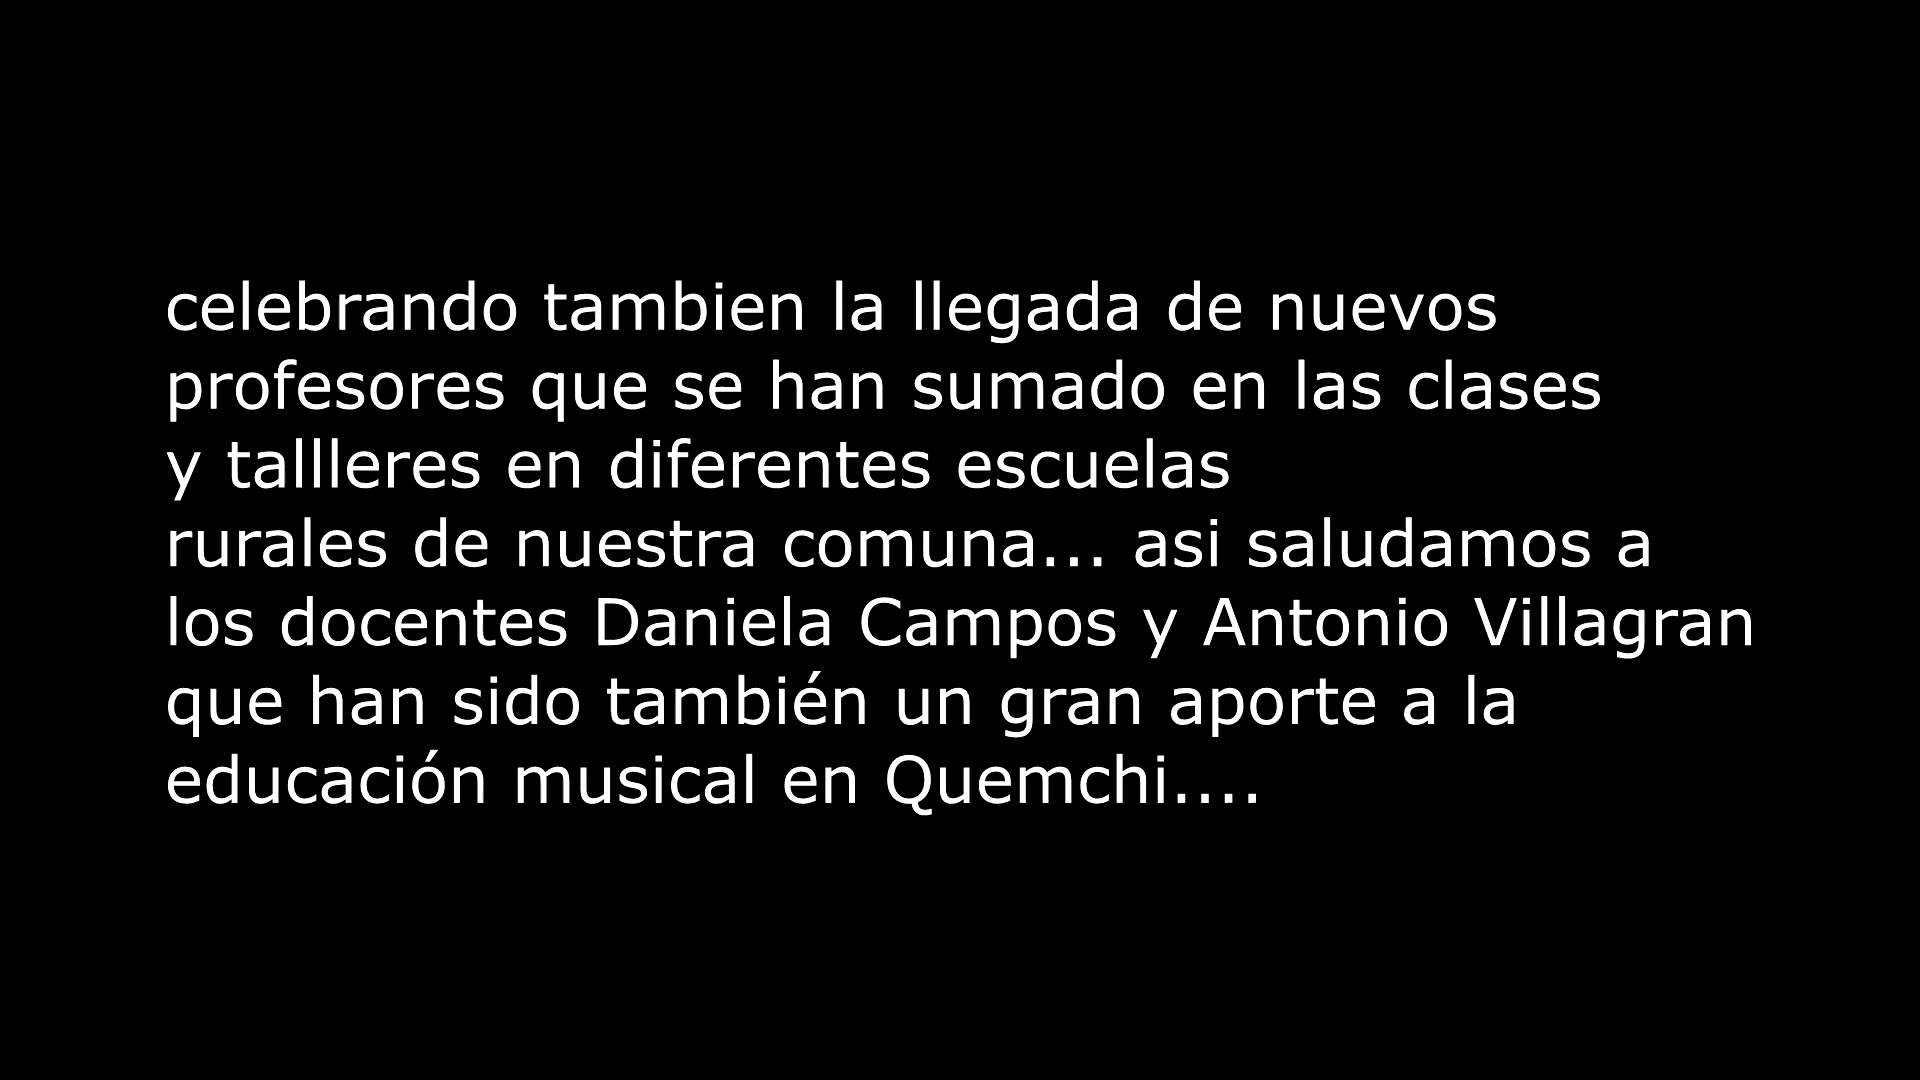 celebrando tambien la llegada de nuevos
profesores que se han sumado en las clases
y tallleres en diferentes escuelas
rurales de nuestra comuna... asi saludamos a
los docentes Daniela Campos y Antonio Villagran
que han sido también un gran aporte a la
educación musical en Quemchi....